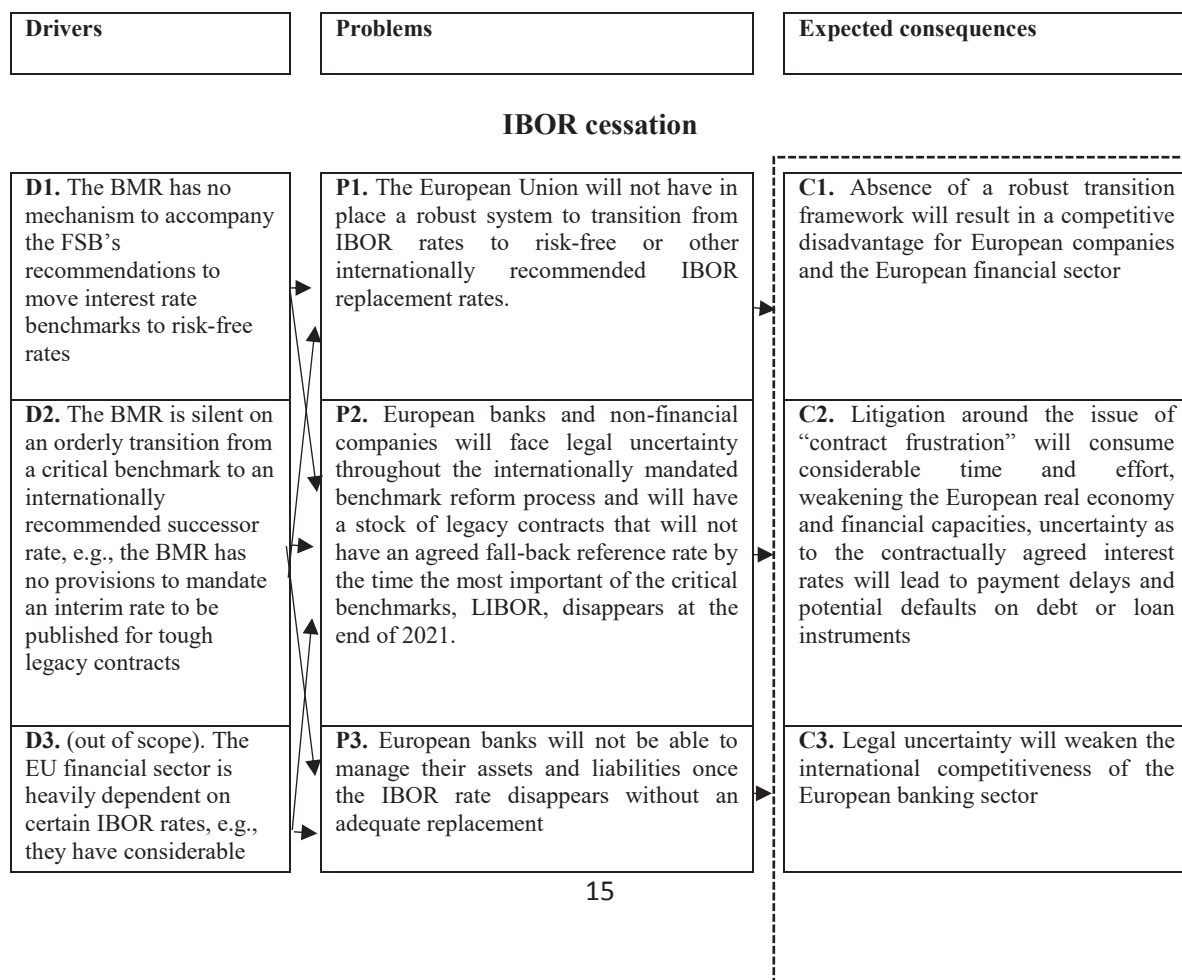 Drivers
Problems
Expected consequences
IBOR cessation
D1. The BMR has no
mechanism to accompany
the FSB’s
recommendations to
move interest rate
benchmarks to risk-free
rates
P1. The European Union will not have in
place a robust system to transition from
IBOR rates to risk-free or other
internationally recommended IBOR
replacement rates.
C1. Absence of a robust transition
framework will result in a competitive
disadvantage for European companies
and the European financial sector
D2. The BMR is silent on
an orderly transition from
a critical benchmark to an
internationally
recommended successor
rate, e.g., the BMR has
no provisions to mandate
an interim rate to be
published for tough
legacy contracts
P2. European banks and non-financial
companies will face legal uncertainty
throughout the internationally mandated
benchmark reform process and will have
a stock of legacy contracts that will not
have an agreed fall-back reference rate by
the time the most important of the critical
benchmarks, LIBOR, disappears at the
end of 2021.
C2. Litigation around the issue of
“contract frustration” will consume
considerable time and effort,
weakening the European real economy
and financial capacities, uncertainty as
to the contractually agreed interest
rates will lead to payment delays and
potential defaults on debt or loan
instruments
D3. (out of scope). The
EU financial sector is
heavily dependent on
certain IBOR rates, e.g.,
they have considerable
P3. European banks will not be able to
manage their assets and liabilities once
the IBOR rate disappears without an
adequate replacement
C3. Legal uncertainty will weaken the
international competitiveness of the
European banking sector
15